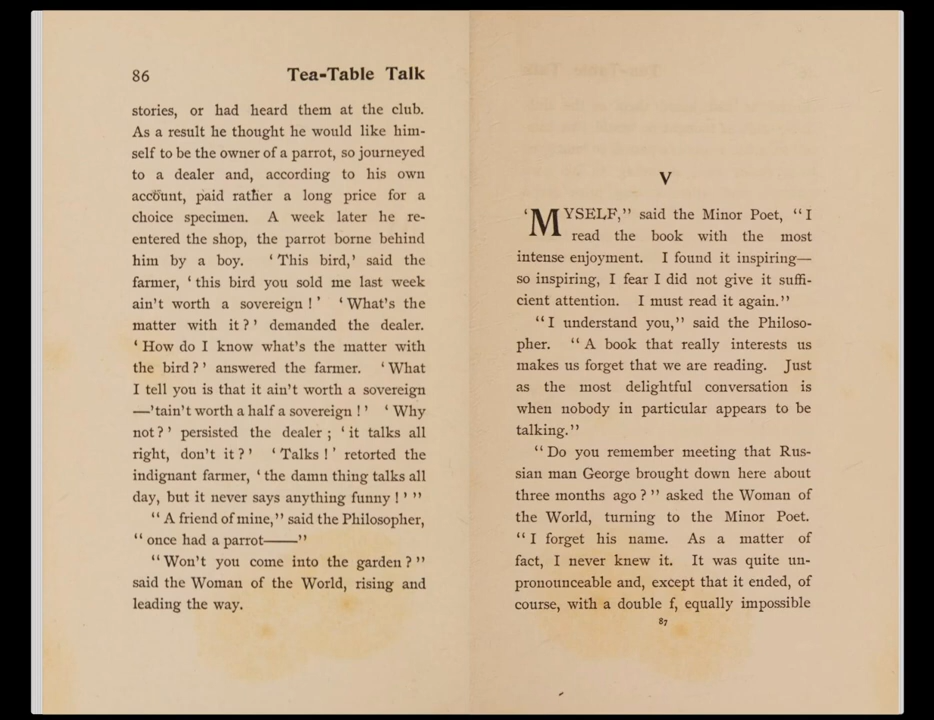 86 Tea-Table Talk
stories, or had heard them at the club.
As a result he thought he would like him-
self to be the owner of a parrot, so journeyed
to a dealer and, according to his own
account, paid rather a long price for a
choice specimen. A week later he re-
entered the shop, the parrot borne behind
him by a boy. ‘This bird,’ said the
farmer, ‘this bird you sold me last week
ain't worth a sovereign!’ ‘What's the
matter with it?’ demanded the dealer.
‘How do I know what's the matter with
the bird?’ answered the farmer. ‘What
I tell you is that it ain't worth a sovereign
—'tain't worth a half a sovereign!’ ‘Why
not?’ persisted the dealer; ‘it talks all
right, don't it?’ ‘Talks!’ retorted the
indignant farmer, ‘the damn thing talks all
day, but it never says anything funny!’”
“A friend of mine,” said the Philosopher,
“once had a parrot——”
“Won't you come into the garden?”
said the Woman of the World, rising and
leading the way.
V
‘MYSELF,” said the Minor Poet, “I
read the book with the most
intense enjoyment. I found it inspiring—
so inspiring, I fear I did not give it suffi-
cient attention. I must read it again.”
“I understand you,” said the Philoso-
pher. “A book that really interests us
makes us forget that we are reading. Just
as the most delightful conversation is
when nobody in particular appears to be
talking.”
“Do you remember meeting that Rus-
sian man George brought down here about
three months ago?” asked the Woman of
the World, turning to the Minor Poet.
“I forget his name. As a matter of
fact, I never knew it. It was quite un-
pronounceable and, except that it ended, of
course, with a double f, equally impossible
87